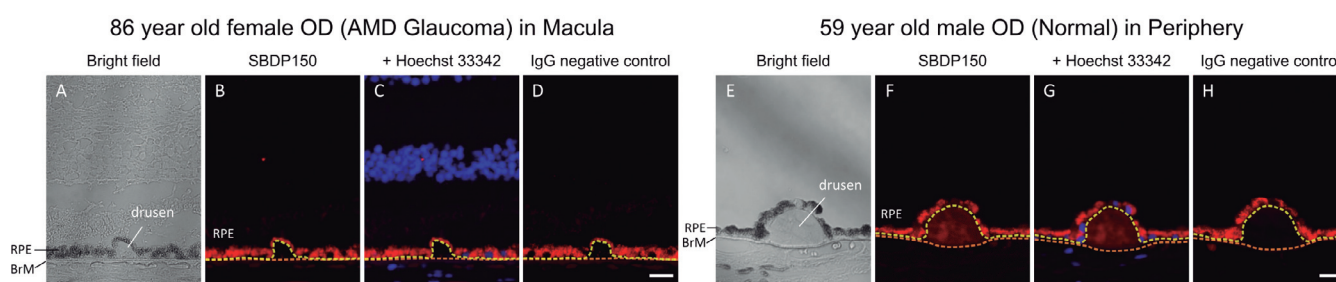 86 year old female OD (AMD Glaucoma) in Macula
Bright field SBDP150 + Hoechst 33342 IgG negative control
A B C D
drusen
RPE
BrM
RPE
59 year old male OD (Normal) in Periphery
Bright field SBDP150 + Hoechst 33342 IgG negative control
E F G H
drusen
RPE
BrM
RPE